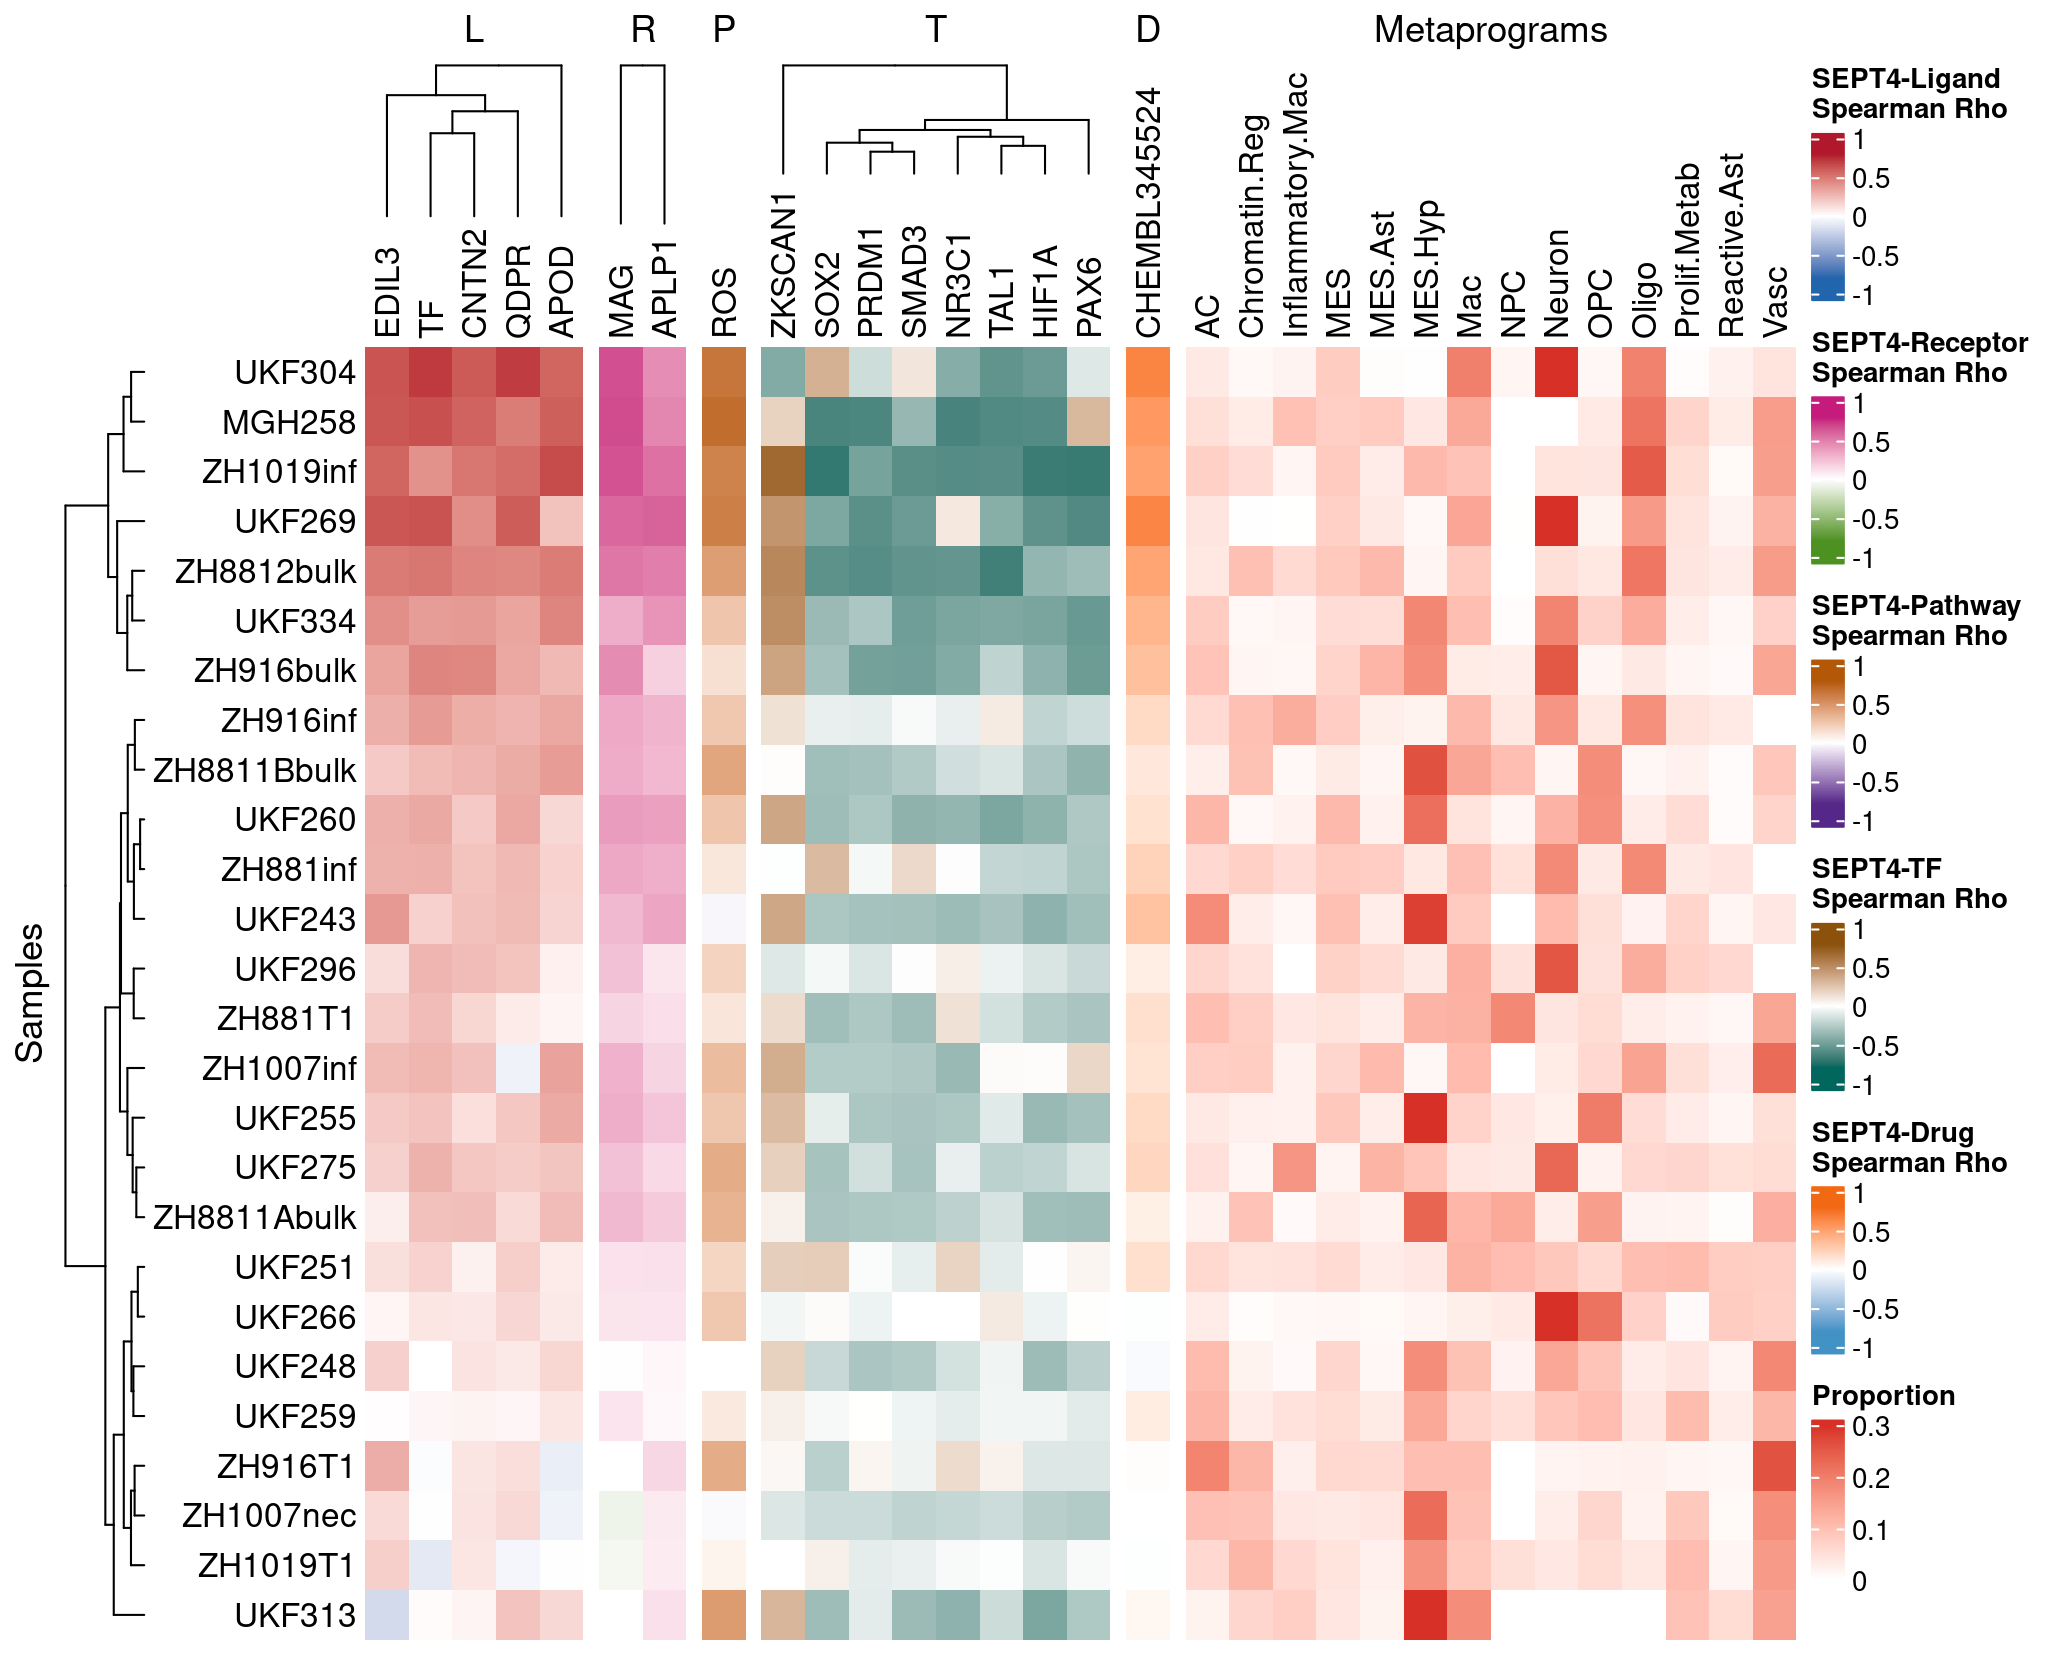 L
R
P
T
D
Metaprograms
EDIL3
TF
CNTN2
QDPR
APOD
MAG
APLP1
ROS
ZKSCAN1
SOX2
PRDM1
SMAD3
NR3C1
TAL1
HIF1A
PAX6
CHEMBL345524
AC
Chromatin.Reg
Inflammatory.Mac
MES
MES.Ast
MES.Hyp
Mac
NPC
Neuron
OPC
Oligo
Prolif.Metab
Reactive.Ast
Vasc
Samples
UKF304
MGH258
ZH1019inf
UKF269
ZH8812bulk
UKF334
ZH916bulk
ZH916inf
ZH8811Bbulk
UKF260
ZH881inf
UKF243
UKF296
ZH881T1
ZH1007inf
UKF255
UKF275
ZH8811Abulk
UKF251
UKF266
UKF248
UKF259
ZH916T1
ZH1007nec
ZH1019T1
UKF313
SEPT4-Ligand
Spearman Rho
1
0.5
0
-0.5
-1
SEPT4-Receptor
Spearman Rho
1
0.5
0
-0.5
-1
SEPT4-Pathway
Spearman Rho
1
0.5
0
-0.5
-1
SEPT4-TF
Spearman Rho
1
0.5
0
-0.5
-1
SEPT4-Drug
Spearman Rho
1
0.5
0
-0.5
-1
Proportion
0.3
0.2
0.1
0